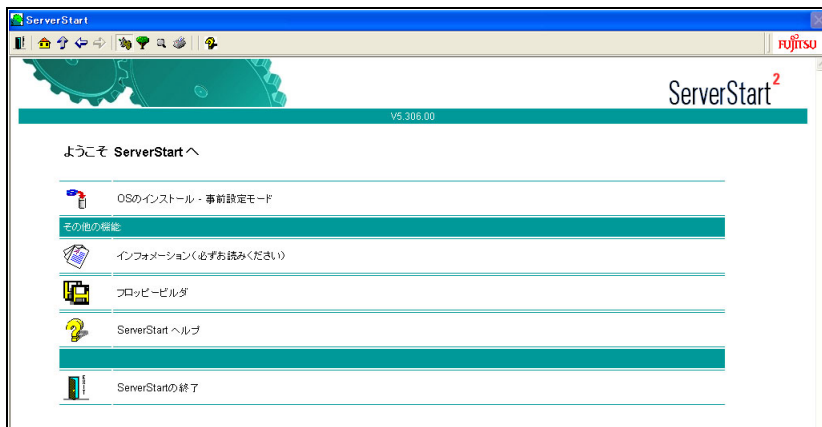 ServerStart
FUJITSU
ServerStart2
V5.306.00
ようこそ ServerStart へ
OSのインストール - 事前設定モード
その他の機能
インフォメーション(必ずお読みください)
フロッピービルダ
ServerStart ヘルプ
ServerStartの終了